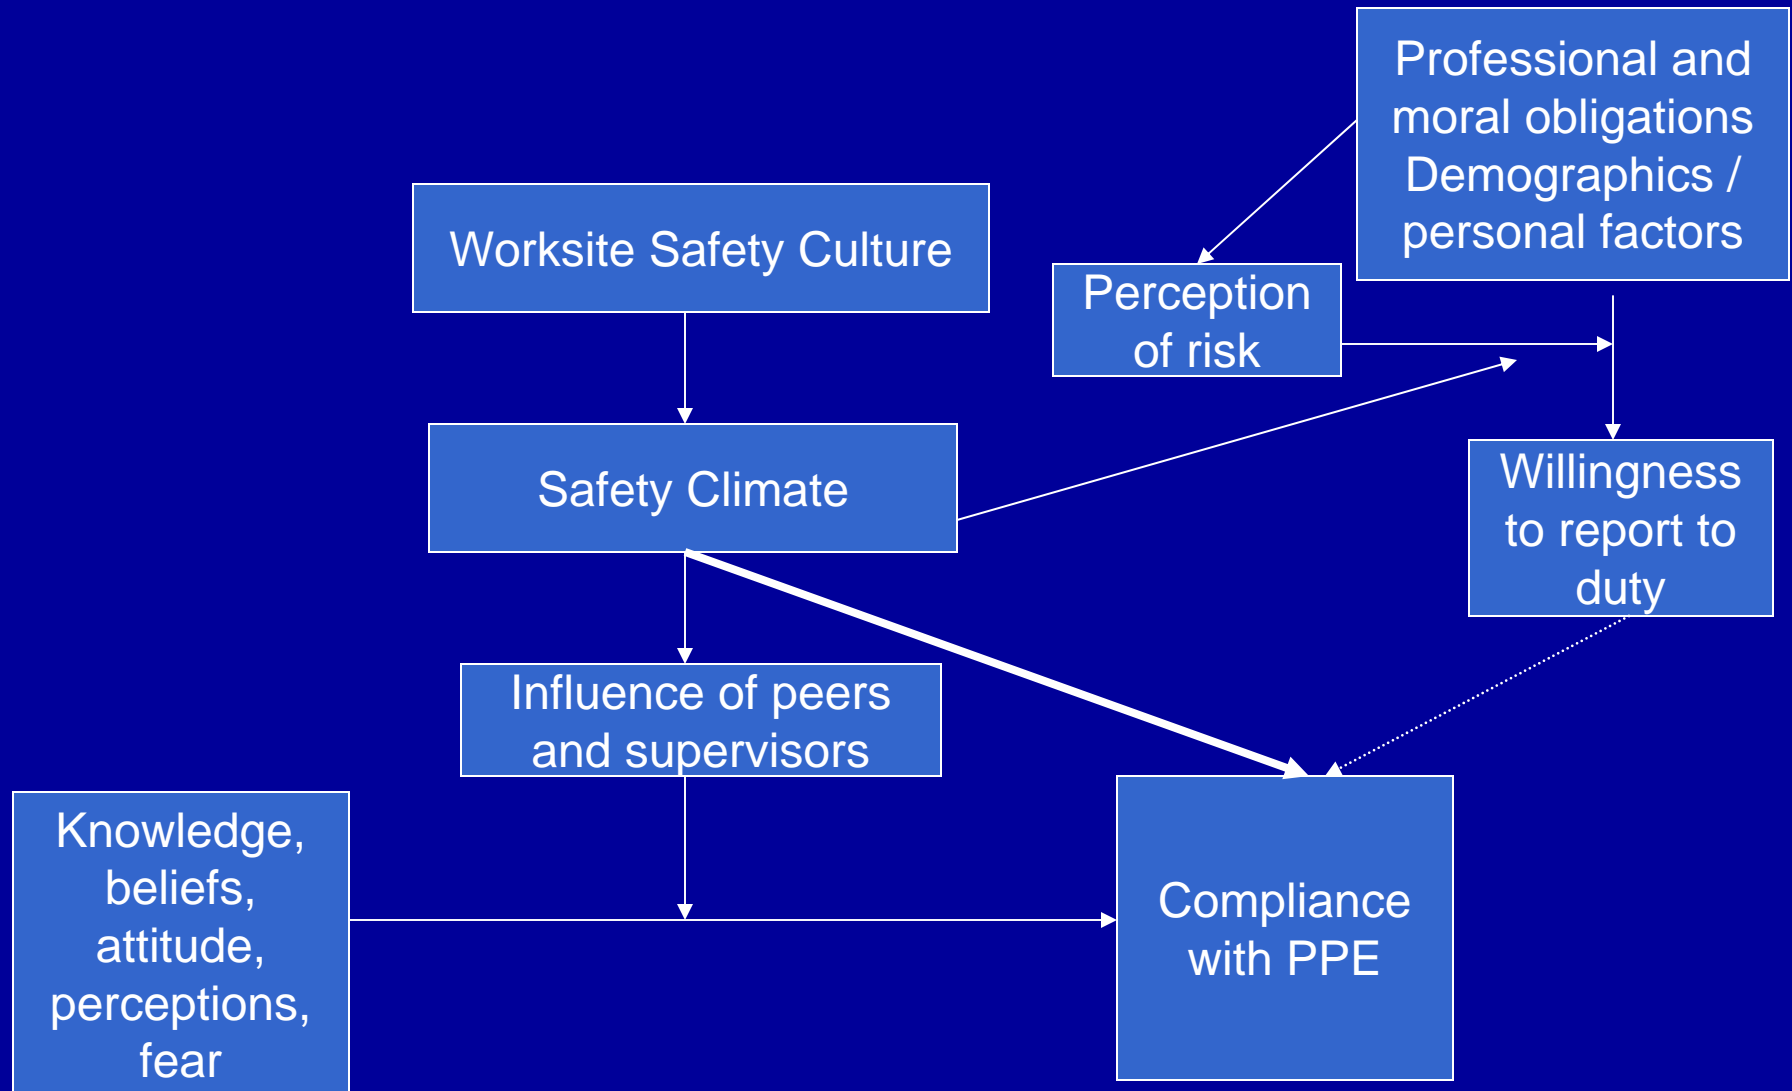 Professional and
moral obligations
Demographics /
personal factors
Worksite Safety Culture
Perception
of risk
Safety Climate
Willingness
to report to
duty
Influence of peers
and supervisors
Knowledge,
beliefs,
attitude,
perceptions,
fear
Compliance
with PPE